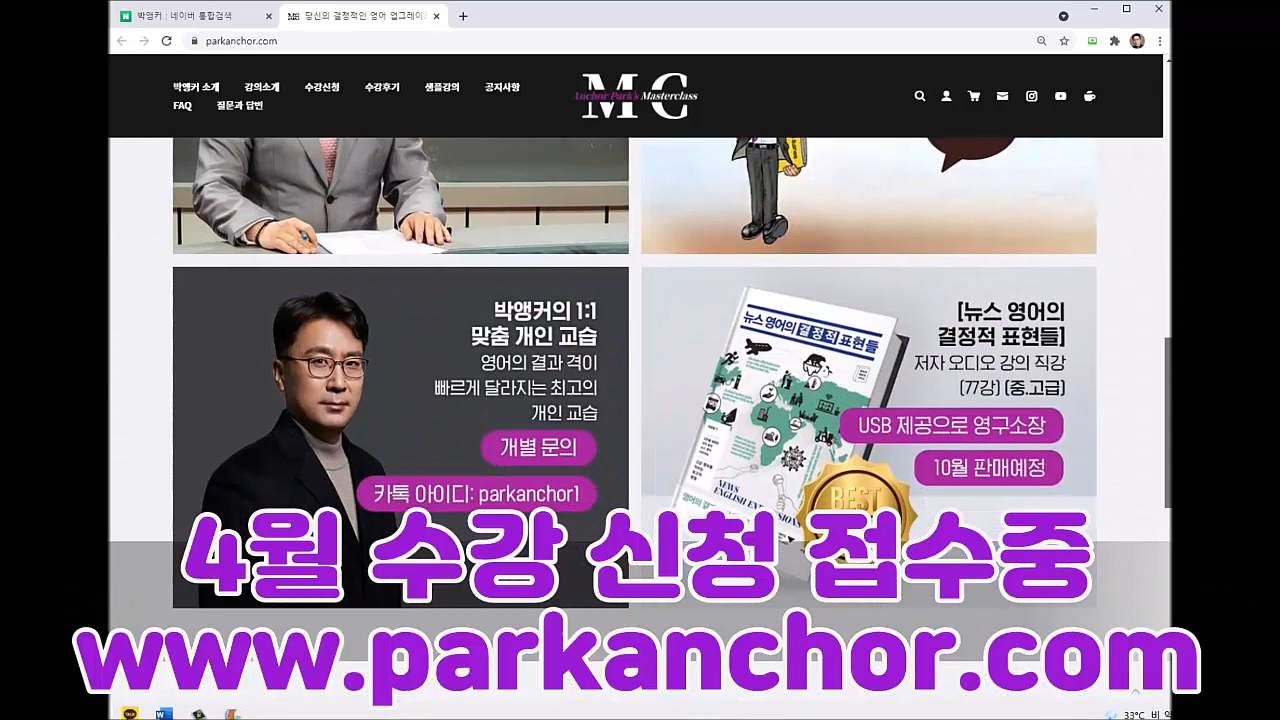 박앵커 : 네이버 통합검색
당신의 결정적인 영어 업그레이
parkanchor.com
박앵커 소개 강의소개 수강신청 수강후기 샘플강의 공지사항
FAQ 질문과 답변
MC
Anchor Park's Masterclass
박앵커의 1:1
맞춤 개인 교습
영어의 결과 격이
빠르게 달라지는 최고의
개인 교습
개별 문의
카톡 아이디: parkanchor1
뉴스 영어의 결정적 표현들
NEWS
ENGLISH EXPRESSIONS
BEST
[뉴스 영어의
결정적 표현들]
저자 오디오 강의 직강
(77강) (중.고급)
USB 제공으로 영구소장
10월 판매예정
4월 수강 신청 접수중
www.parkanchor.com
33°C 비